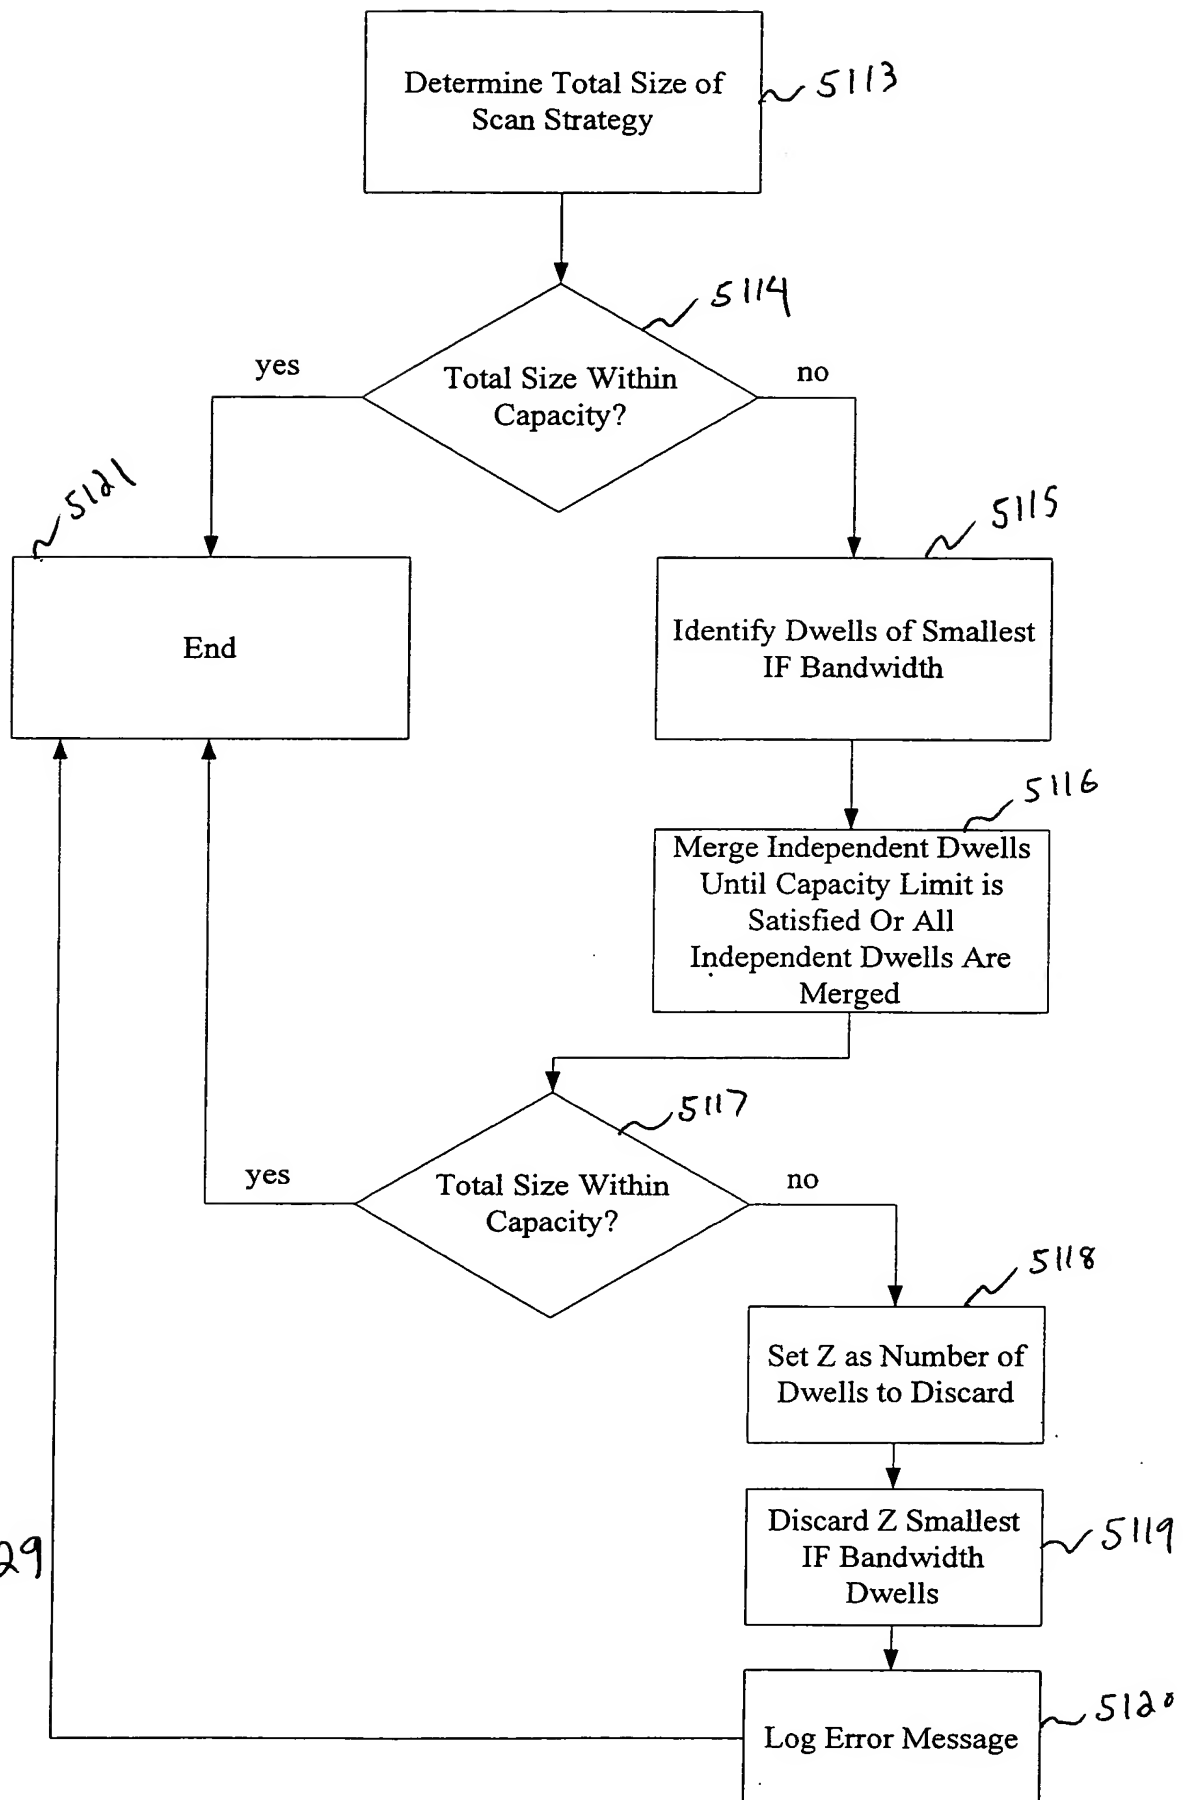 Determine Total Size of
Scan Strategy
5113
5114
yes
Total Size Within
Capacity?
no
5121
5115
End
Identify Dwells of Smallest
IF Bandwidth
5116
Merge Independent Dwells
Until Capacity Limit is
Satisfied Or All
Independent Dwells Are
Merged
5117
yes
Total Size Within
Capacity?
no
5118
Set Z as Number of
Dwells to Discard
29
Discard Z Smallest
IF Bandwidth
Dwells
5119
Log Error Message
5120